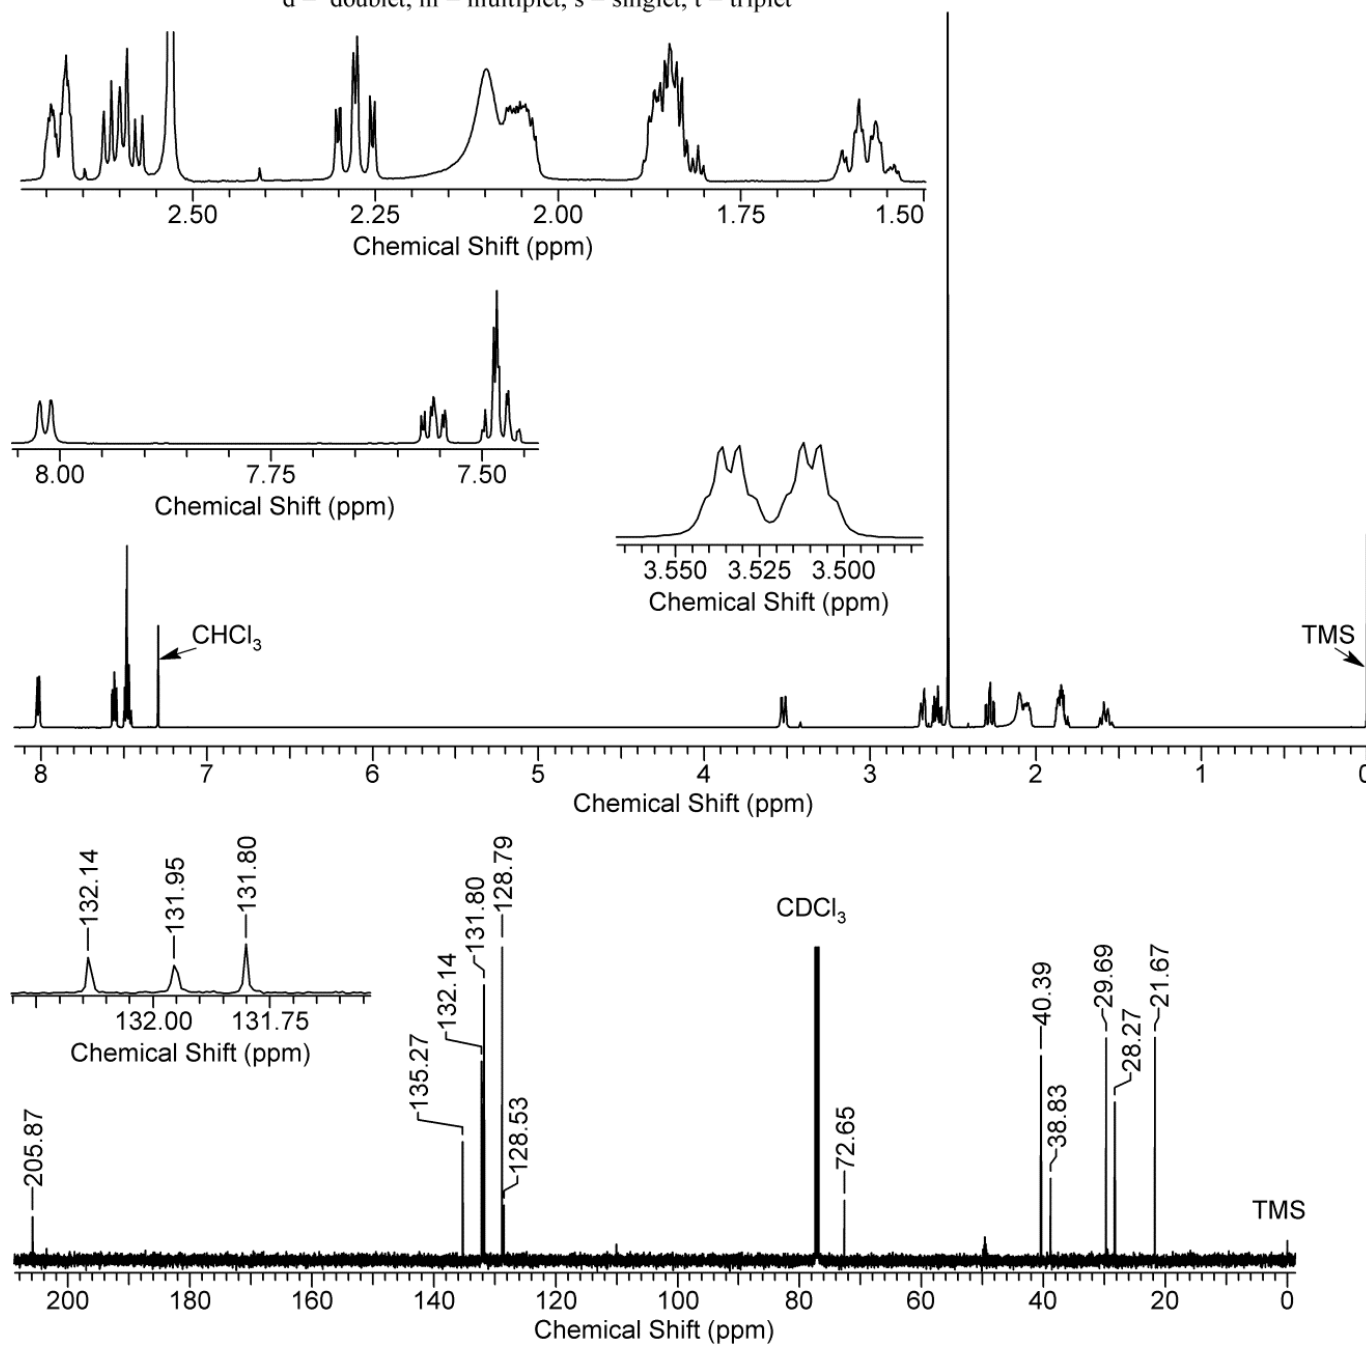 d = doublet, m = multiplet, s = singlet, t = triplet
2.50 2.25 2.00 1.75 1.50
Chemical Shift (ppm)
8.00 7.75 7.50
Chemical Shift (ppm)
3.550 3.525 3.500
Chemical Shift (ppm)
CHCl3
TMS
8 7 6 5 4 3 2 1 0
Chemical Shift (ppm)
132.14
131.95
131.80
132.00 131.75
Chemical Shift (ppm)
205.87
135.27
132.14
131.80
128.79
128.53
CDCl3
72.65
40.39
38.83
29.69
28.27
21.67
TMS
200 180 160 140 120 100 80 60 40 20 0
Chemical Shift (ppm)